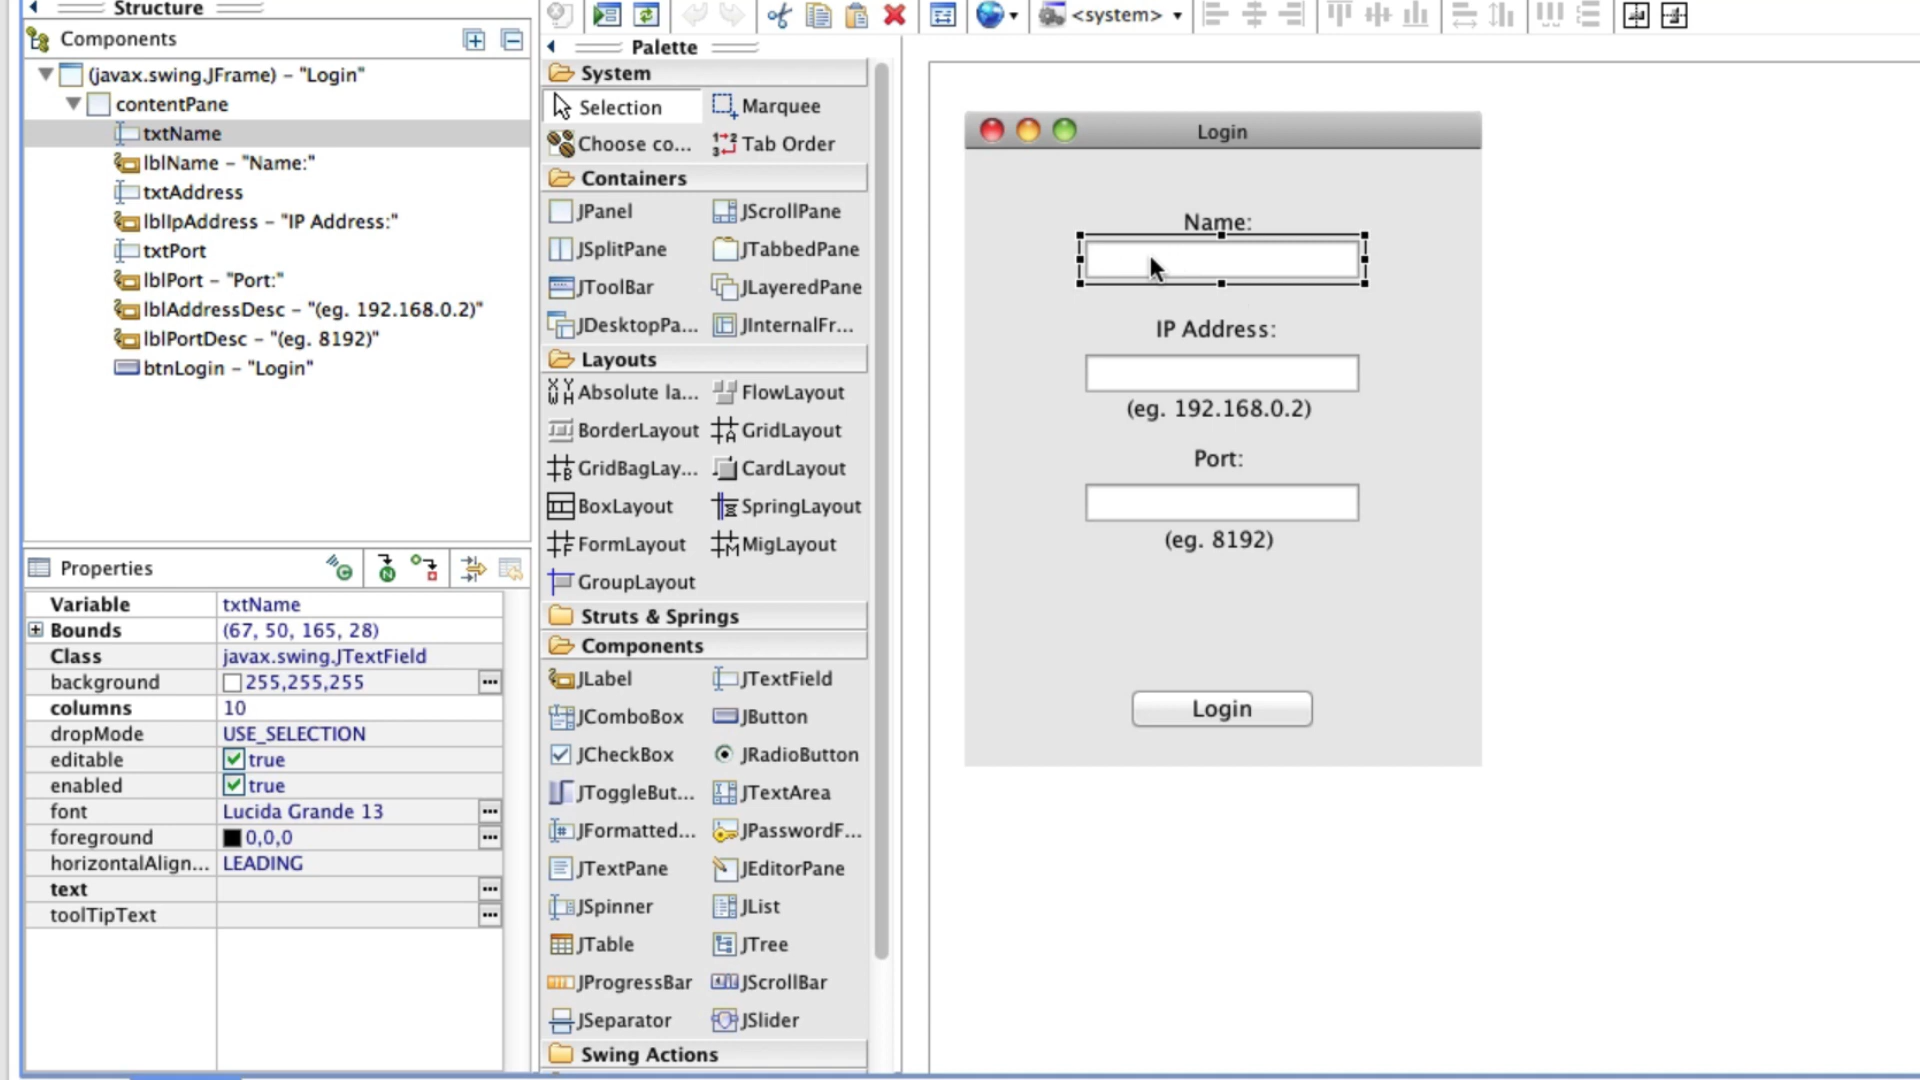 Structure
Components
(javax.swing.JFrame) - "Login"
contentPane
txtName
lblName - "Name:"
txtAddress
lblIpAddress - "IP Address:"
txtPort
lblPort - "Port:"
lblAddressDesc - "(eg. 192.168.0.2)"
lblPortDesc - "(eg. 8192)"
btnLogin - "Login"
Properties
Variable txtName
Bounds (67, 50, 165, 28)
Class javax.swing.JTextField
background 255,255,255
columns 10
dropMode USE_SELECTION
editable true
enabled true
font Lucida Grande 13
foreground 0,0,0
horizontalAlign... LEADING
text
toolTipText
<system>
Palette
System
Selection Marquee
Choose co... Tab Order
Containers
JPanel JScrollPane
JSplitPane JTabbedPane
JToolBar JLayeredPane
JDesktopPa... JInternalFr...
Layouts
Absolute la... FlowLayout
BorderLayout GridLayout
GridBagLay... CardLayout
BoxLayout SpringLayout
FormLayout MigLayout
GroupLayout
Struts & Springs
Components
JLabel JTextField
JComboBox JButton
JCheckBox JRadioButton
JToggleBut... JTextArea
JFormatted... JPasswordF...
JTextPane JEditorPane
JSpinner JList
JTable JTree
JProgressBar JScrollBar
JSeparator JSlider
Swing Actions
Login
Name:
IP Address:
(eg. 192.168.0.2)
Port:
(eg. 8192)
Login